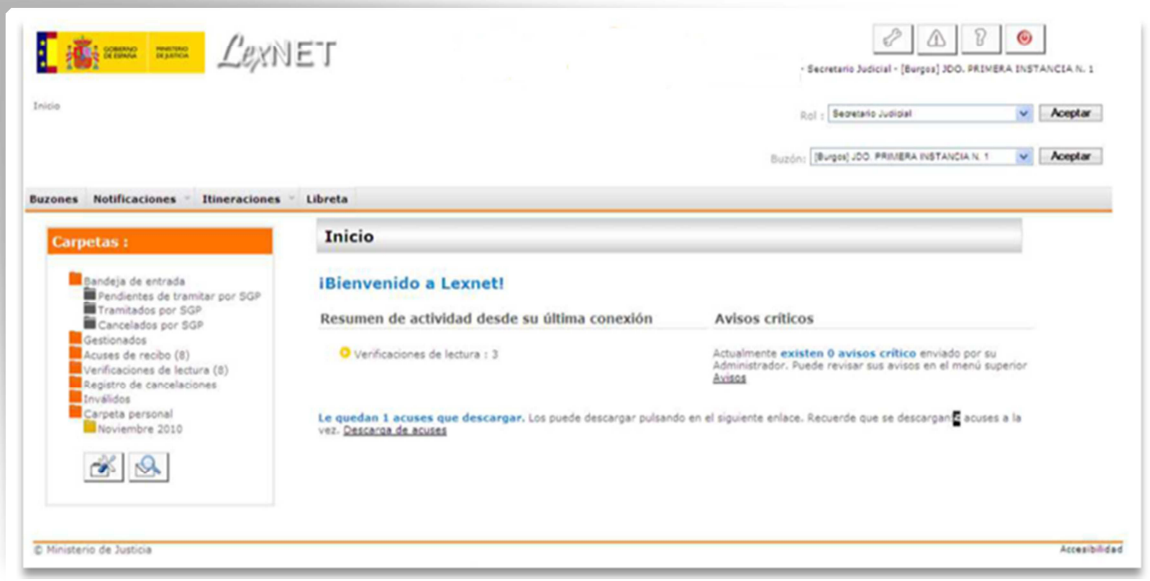 GOBIERNO DE ESPAÑA
MINISTERIO DE JUSTICIA
LexNET
- Secretario Judicial - [Burgos] JDO. PRIMERA INSTANCIA N. 1
Inicio
Rol : Secretario Judicial Aceptar
Buzón: [Burgos] JDO. PRIMERA INSTANCIA N. 1 Aceptar
Buzones Notificaciones Itineraciones Libreta
Carpetas :
Bandeja de entrada
Pendientes de tramitar por SGP
Tramitados por SGP
Cancelados por SGP
Gestionados
Acuses de recibo (8)
Verificaciones de lectura (8)
Registro de cancelaciones
Inválidos
Carpeta personal
Noviembre 2010
Inicio
¡Bienvenido a Lexnet!
Resumen de actividad desde su última conexión
Verificaciones de lectura : 3
Avisos críticos
Actualmente existen 0 avisos crítico enviado por su
Administrador. Puede revisar sus avisos en el menú superior
Avisos
Le quedan 1 acuses que descargar. Los puede descargar pulsando en el siguiente enlace. Recuerde que se descargan acuses a la
vez. Descarga de acuses
© Ministerio de Justicia
Accesibilidad